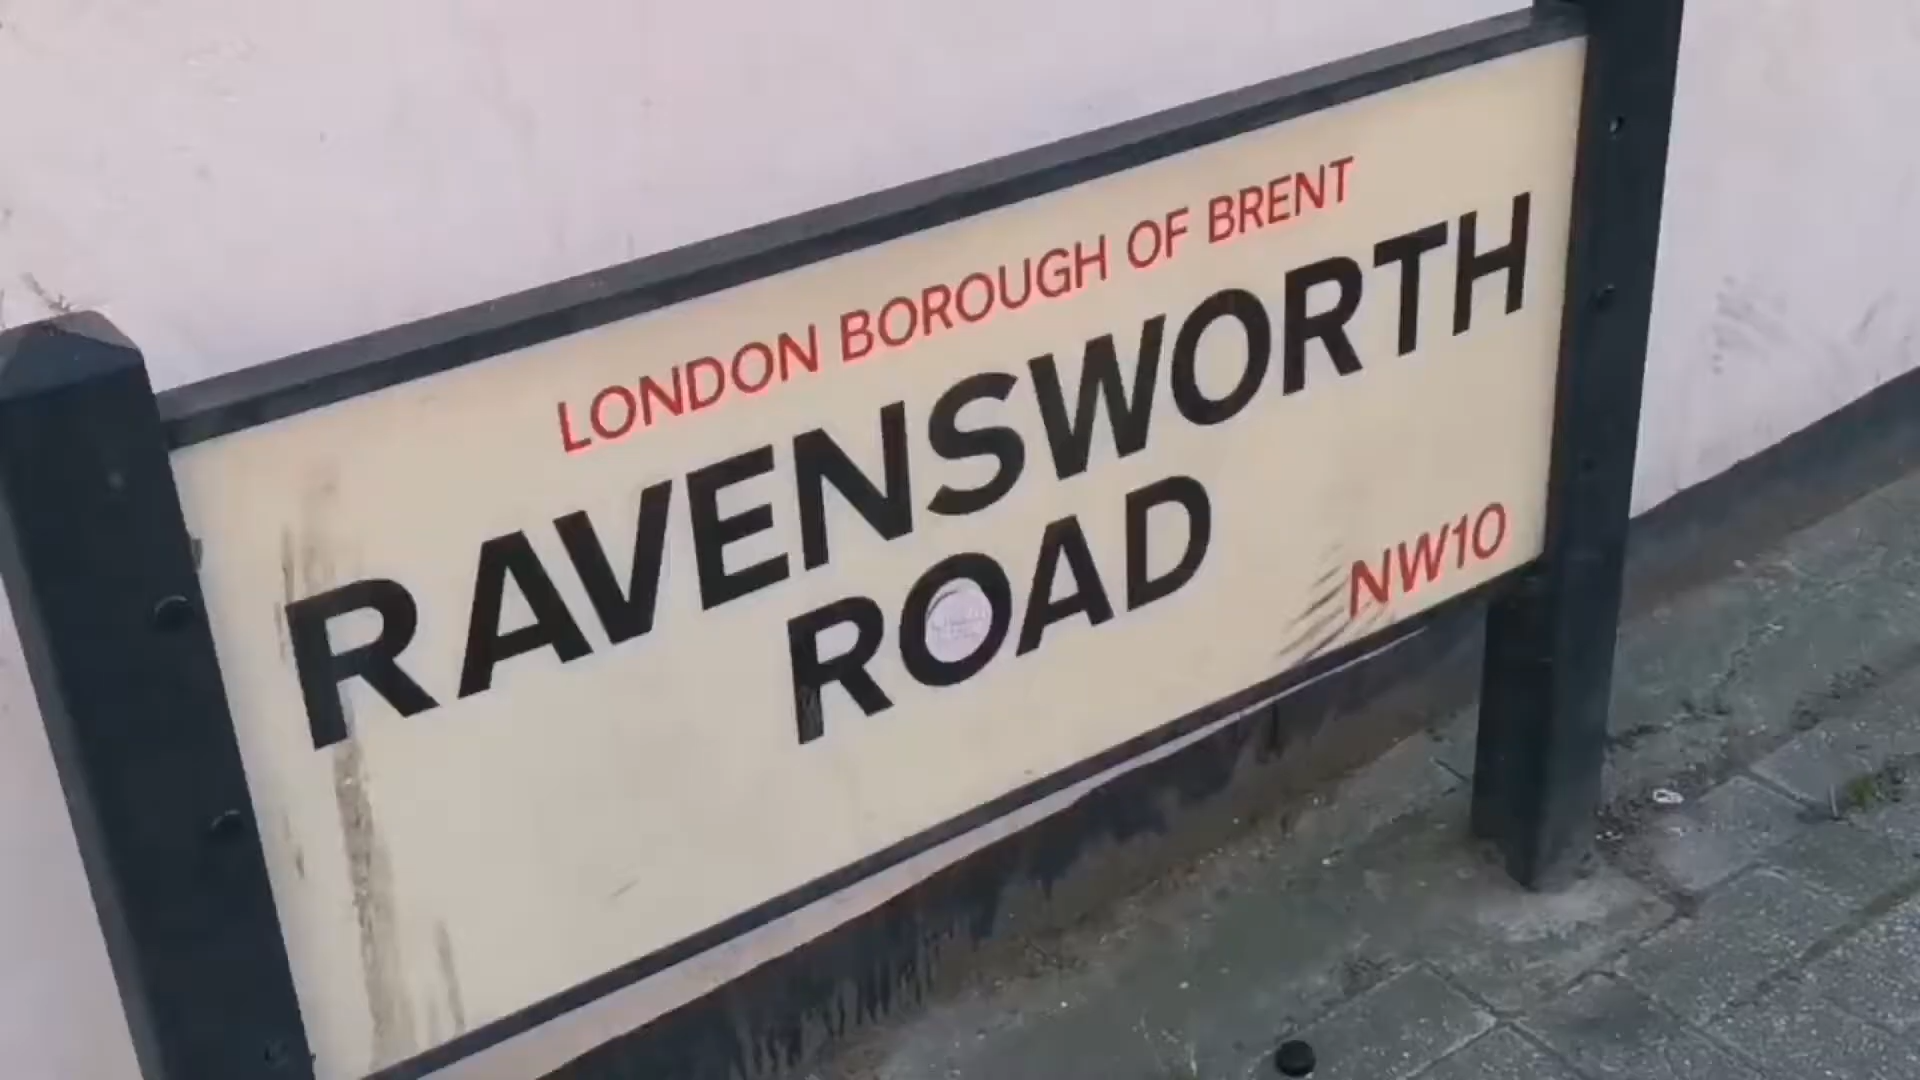 LONDON BOROUGH OF BRENT
RAVENSWORTH
ROAD
NW10